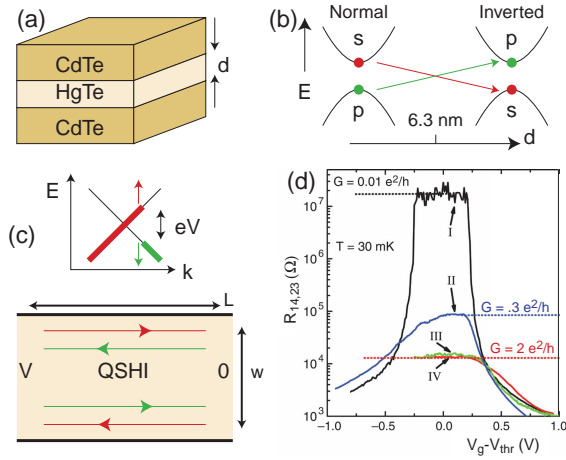 (a)
CdTe
HgTe
CdTe
d
(b)
Normal
Inverted
s
p
E
p
s
6.3 nm
d
(c)
E
eV
k
L
V
QSHI
0
w
(d)
G = 0.01 e²/h
T = 30 mK
I
II
G = .3 e²/h
III
G = 2 e²/h
IV
R₁₄,₂₃ (Ω)
10⁷
10⁶
10⁵
10⁴
10³
-1.0
-0.5
0.0
0.5
1.0
V_g-V_thr (V)